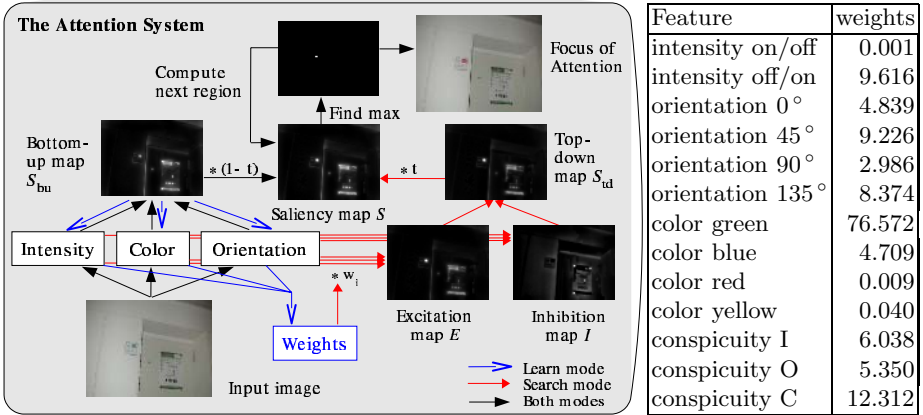 The Attention System
Focus of
Attention
Compute
next region
Find max
Bottom-
up map
S_bu
* (1- t)
* t
Top-
down
map S_td
Saliency map S
Intensity
Color
Orientation
* w_i
Excitation
map E
Inhibition
map I
Weights
Input image
Learn mode
Search mode
Both modes
Feature weights
intensity on/off 0.001
intensity off/on 9.616
orientation 0° 4.839
orientation 45° 9.226
orientation 90° 2.986
orientation 135° 8.374
color green 76.572
color blue 4.709
color red 0.009
color yellow 0.040
conspicuity I 6.038
conspicuity O 5.350
conspicuity C 12.312